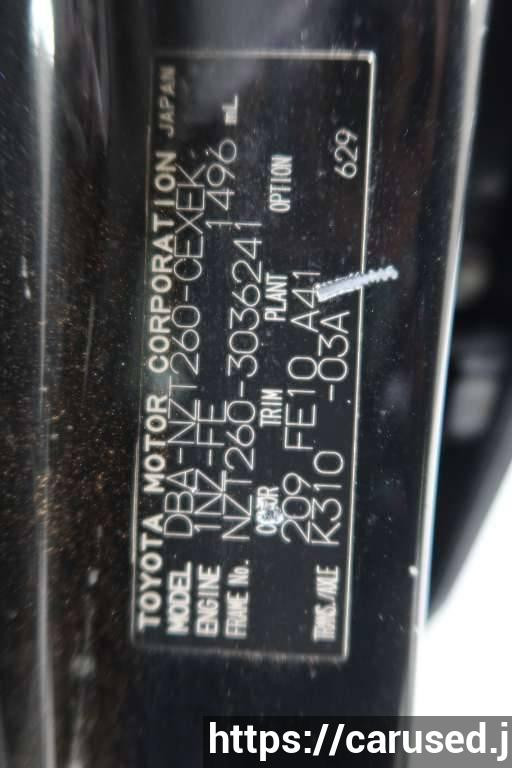 TOYOTA MOTOR CORPORATION JAPAN
MODEL DBA-NZT260-CEXEK
ENGINE 1NZ-FE 1496 mL
FRAME No. NZT260-3036241
COLOR TRIM PLANT OPTION
209 FE10 A41
TRANS./AXLE K310 -03A 629
https://carused.j